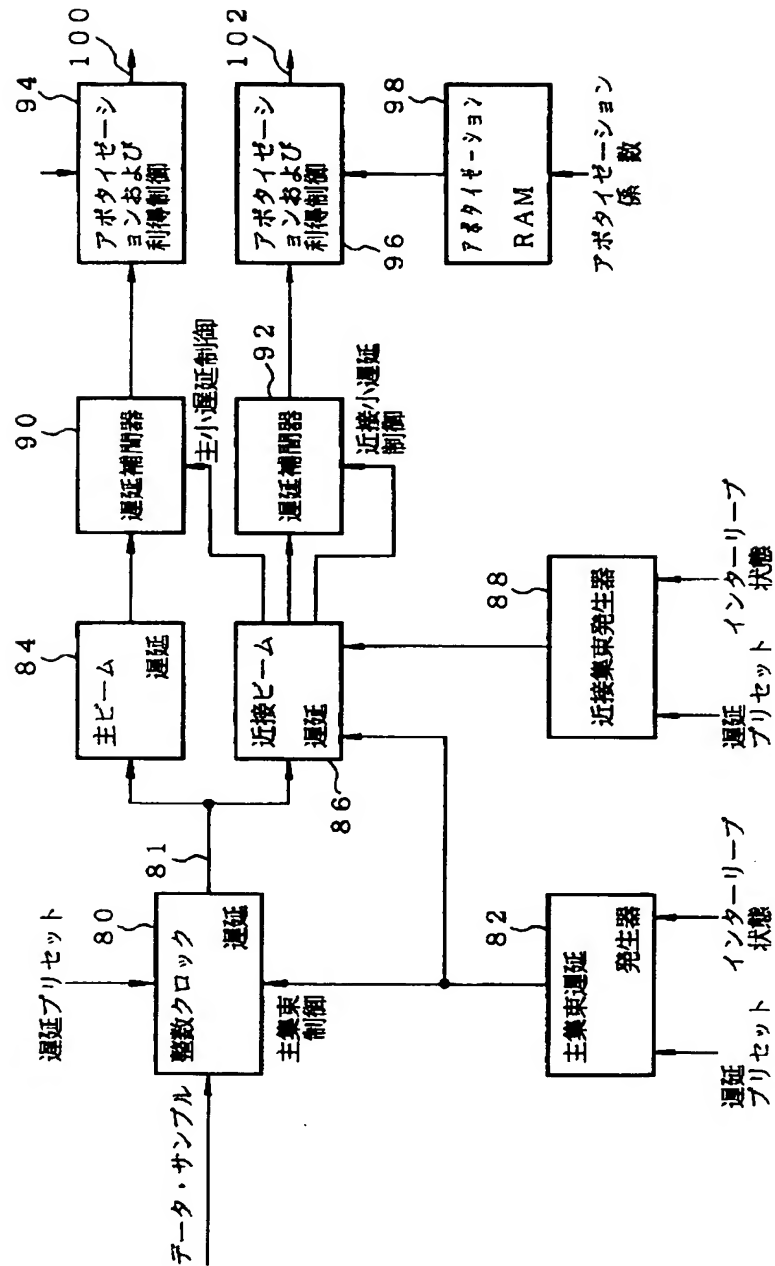 データ・サンプル
遅延プリセット
80
整数クロック
遅延
主集束
制御
81
82
主集束遅延
発生器
遅延
プリセット
インターリーブ
状態
84
主ビーム
遅延
86
近接ビーム
遅延
88
近接集束発生器
遅延
プリセット
インターリーブ
状態
90
遅延補間器
主小遅延制御
92
遅延補間器
近接小遅延
制御
94
アポタイゼーシ
ョンおよび
利得制御
100
96
アポタイゼーシ
ョンおよび
利得制御
102
98
アポタイゼーション
RAM
アポタイゼーション
係 数